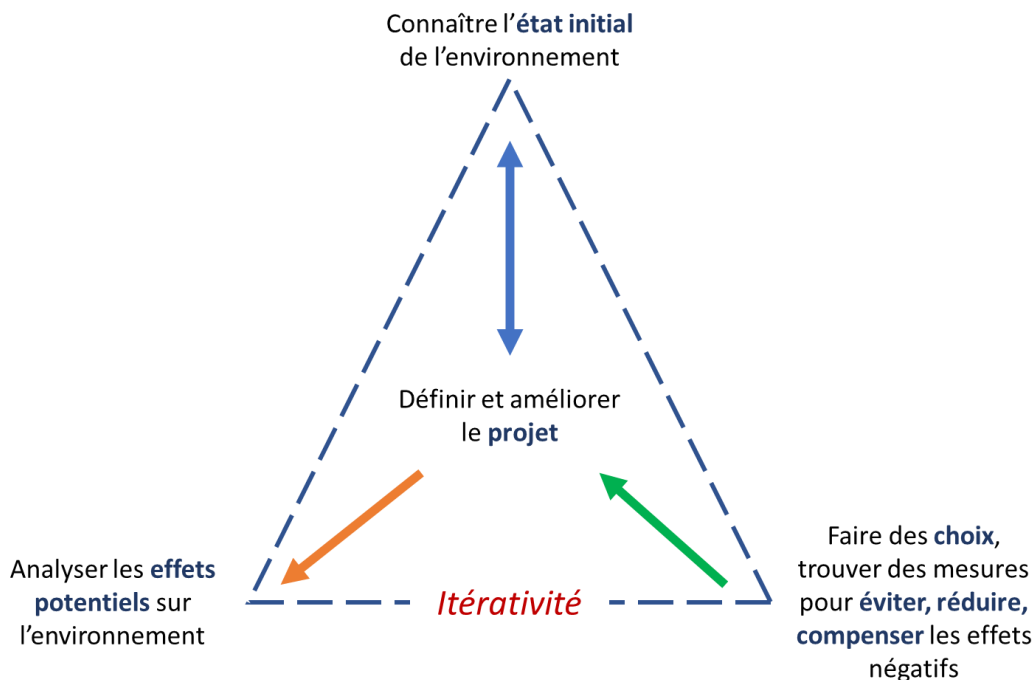 Connaître l’état initial
de l’environnement
Définir et améliorer
le projet
Analyser les effets
potentiels sur
l’environnement
Itérativité
Faire des choix,
trouver des mesures
pour éviter, réduire,
compenser les effets
négatifs